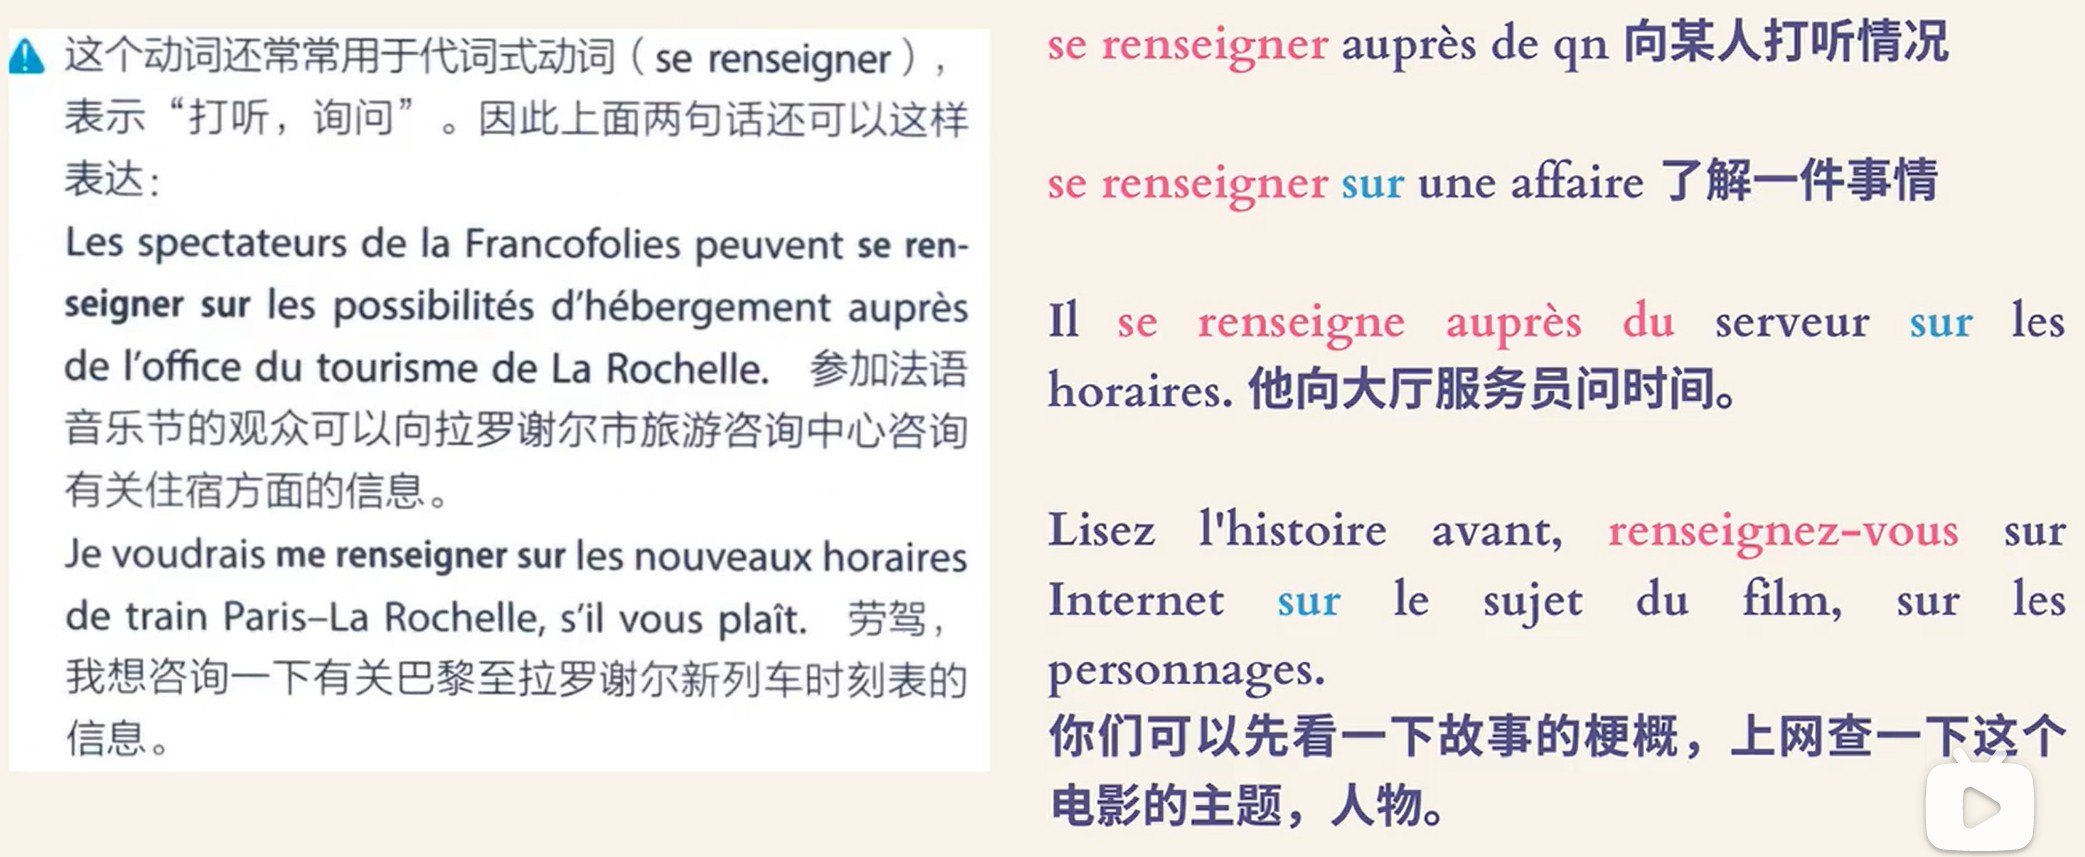 这个动词还常常用于代词式动词（se renseigner），
表示“打听，询问”。因此上面两句话还可以这样
表达：
Les spectateurs de la Francofolies peuvent se ren-
seigner sur les possibilités d’hébergement auprès
de l’office du tourisme de La Rochelle. 参加法语
音乐节的观众可以向拉罗谢尔市旅游咨询中心咨询
有关住宿方面的信息。
Je voudrais me renseigner sur les nouveaux horaires
de train Paris–La Rochelle, s’il vous plaît. 劳驾，
我想咨询一下有关巴黎至拉罗谢尔新列车时刻表的
信息。
se renseigner auprès de qn 向某人打听情况
se renseigner sur une affaire 了解一件事情
Il se renseigne auprès du serveur sur les
horaires. 他向大厅服务员问时间。
Lisez l'histoire avant, renseignez-vous sur
Internet sur le sujet du film, sur les
personnages.
你们可以先看一下故事的梗概，上网查一下这个
电影的主题，人物。